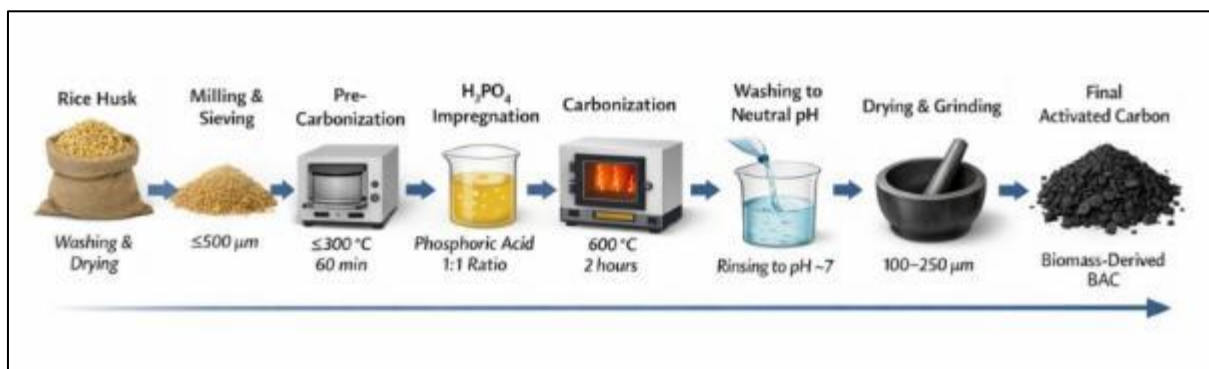 Rice Husk
Washing &
Drying
Milling &
Sieving
≤500 µm
Pre-
Carbonization
≤300 °C
60 min
H₃PO₄
Impregnation
Phosphoric Acid
1:1 Ratio
Carbonization
600 °C
2 hours
Washing to
Neutral pH
Rinsing to pH ~7
Drying & Grinding
100–250 µm
Final
Activated Carbon
Biomass-Derived
BAC